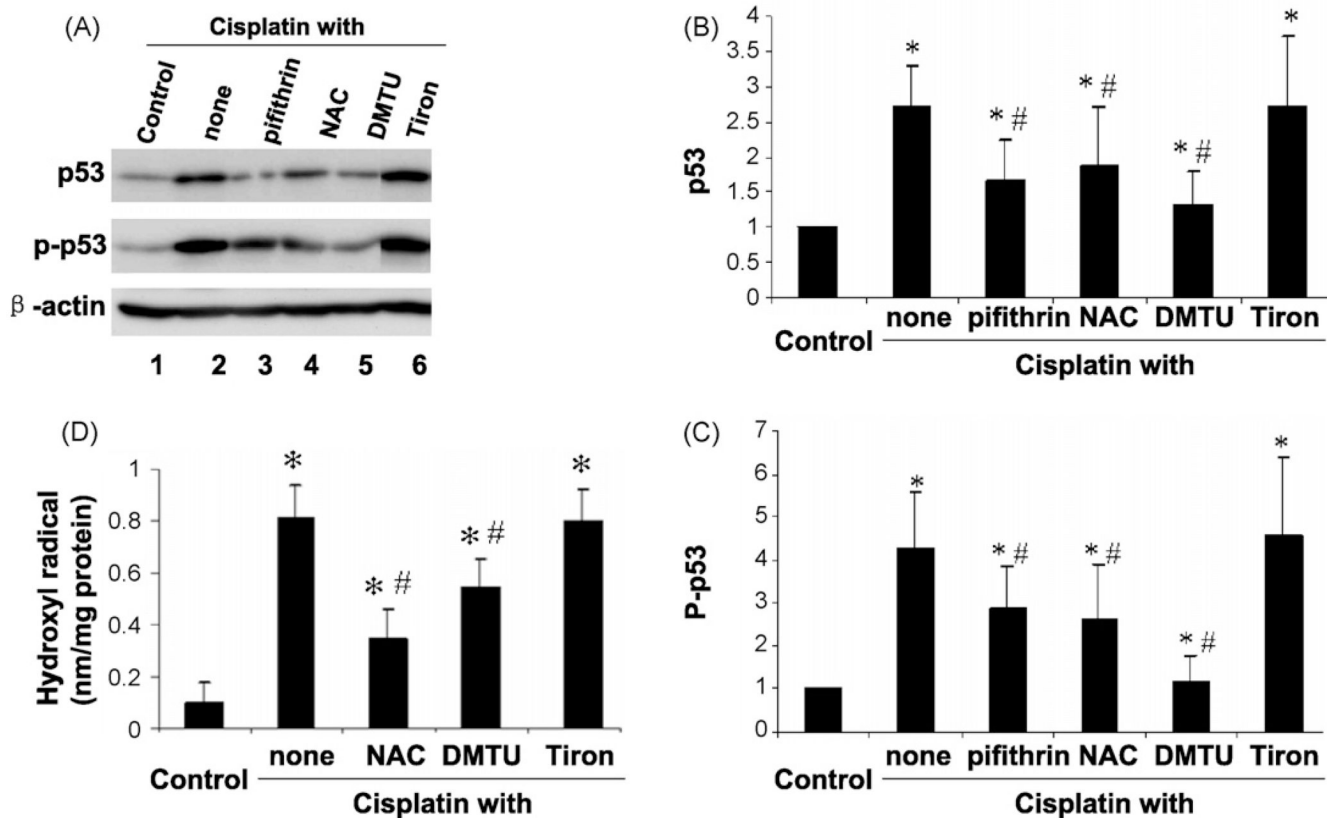 (A)
Cisplatin with
Control none pifithrin NAC DMTU Tiron
p53
p-p53
β -actin
1 2 3 4 5 6
(B)
p53
4
3.5
3
2.5
2
1.5
1
0.5
0
* * # * # * # *
Control none pifithrin NAC DMTU Tiron
Cisplatin with
(D)
Hydroxyl radical
(nm/mg protein)
1
0.8
0.6
0.4
0.2
0
* * # * # *
Control none NAC DMTU Tiron
Cisplatin with
(C)
P-p53
7
6
5
4
3
2
1
0
* * # * # * # *
Control none pifithrin NAC DMTU Tiron
Cisplatin with